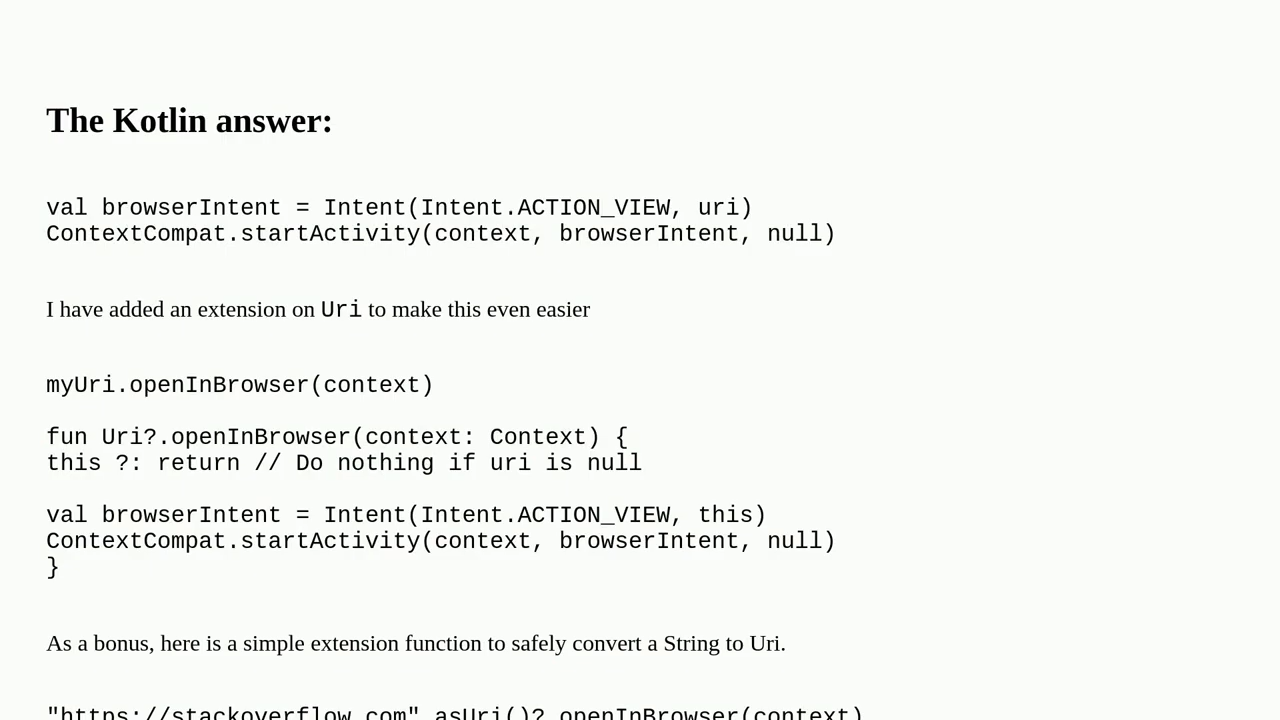 The Kotlin answer:
val browserIntent = Intent(Intent.ACTION_VIEW, uri)
ContextCompat.startActivity(context, browserIntent, null)
I have added an extension on Uri to make this even easier
myUri.openInBrowser(context)
fun Uri?.openInBrowser(context: Context) {
this ?: return // Do nothing if uri is null
val browserIntent = Intent(Intent.ACTION_VIEW, this)
ContextCompat.startActivity(context, browserIntent, null)
}
As a bonus, here is a simple extension function to safely convert a String to Uri.
"https://stackoverflow.com".asUri()?.openInBrowser(context)